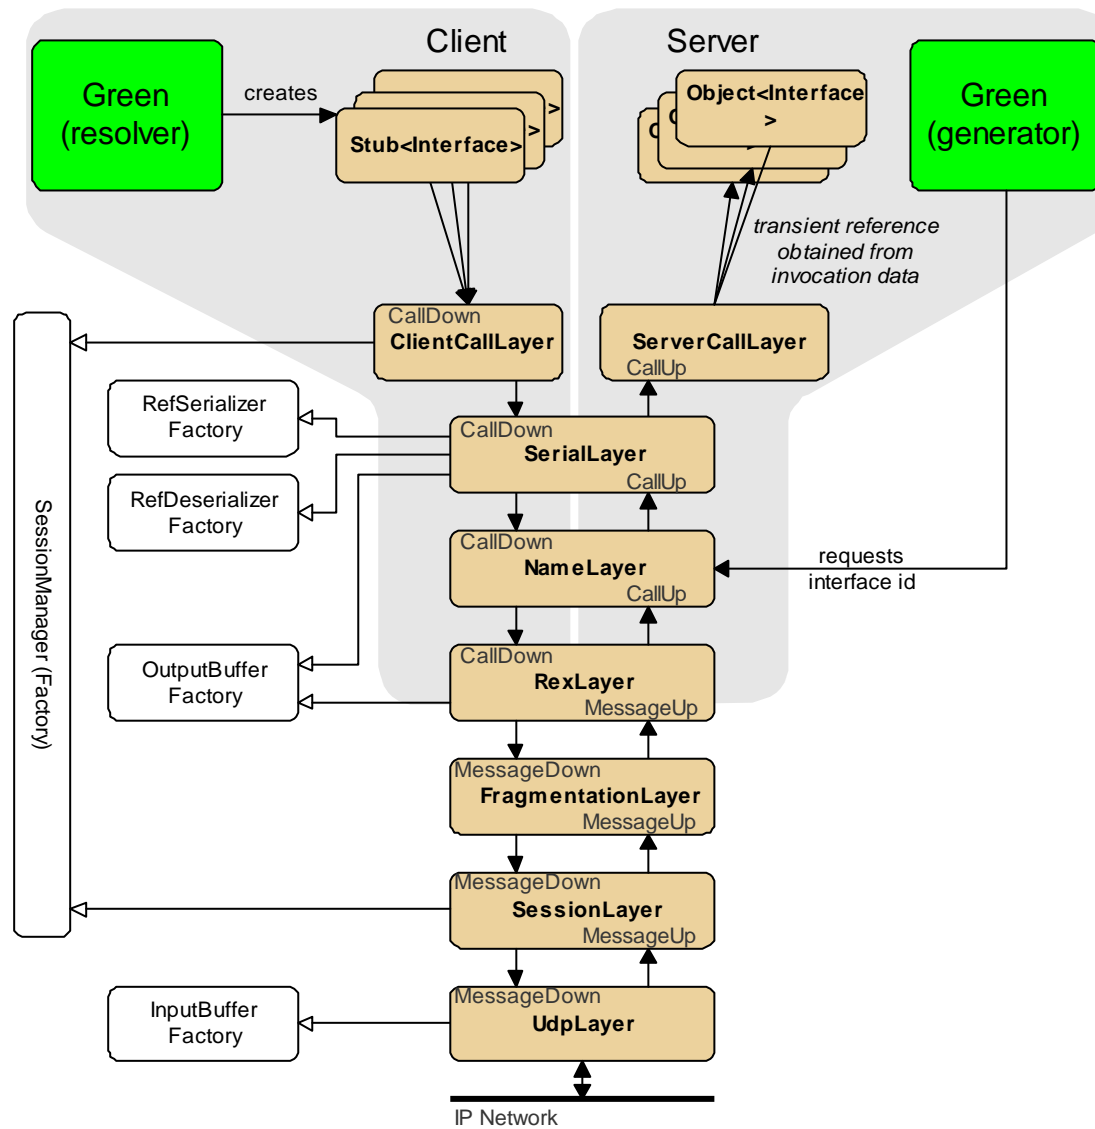 Client
Server
Green
(resolver)
creates
>
>
Stub<Interface>
Object<Interface
>
Green
(generator)
transient reference
obtained from
invocation data
CallDown
ClientCallLayer
ServerCallLayer
CallUp
RefSerializer
Factory
CallDown
SerialLayer
CallUp
RefDeserializer
Factory
SessionManager (Factory)
CallDown
NameLayer
CallUp
requests
interface id
OutputBuffer
Factory
CallDown
RexLayer
MessageUp
MessageDown
FragmentationLayer
MessageUp
MessageDown
SessionLayer
MessageUp
InputBuffer
Factory
MessageDown
UdpLayer
IP Network